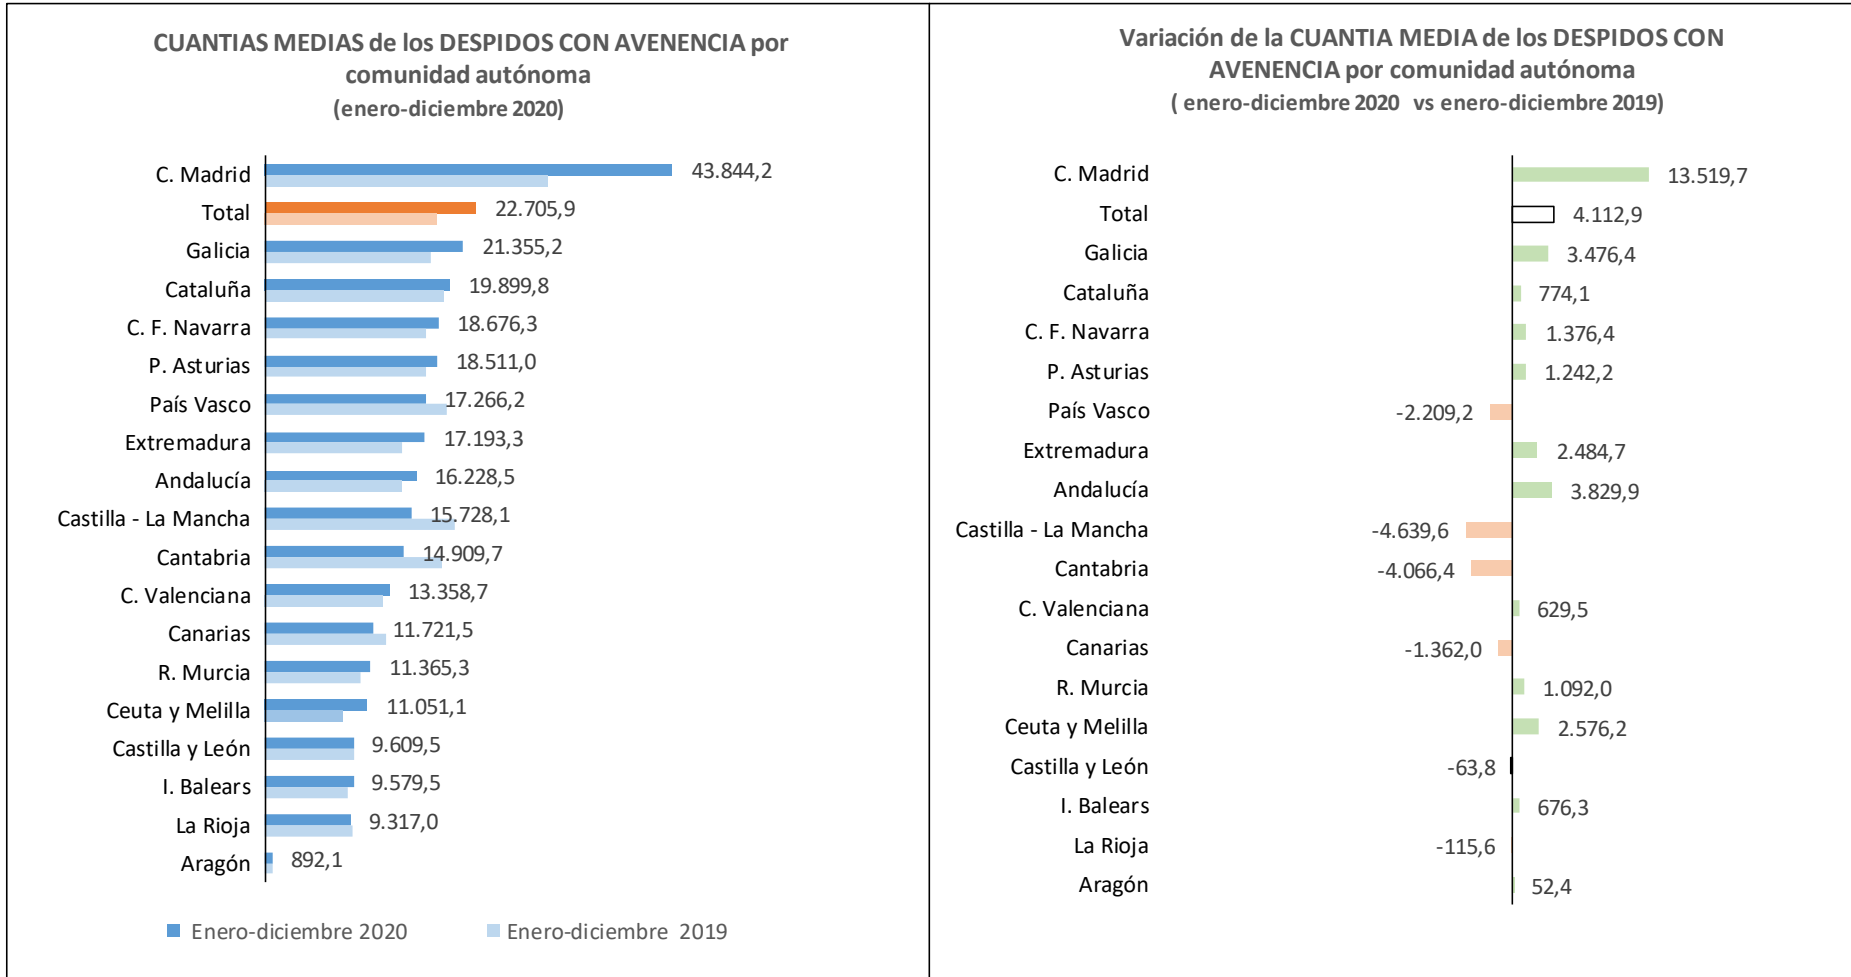 CUANTIAS MEDIAS de los DESPIDOS CON AVENENCIA por
comunidad autónoma
(enero-diciembre 2020)
C. Madrid 43.844,2
Total 22.705,9
Galicia 21.355,2
Cataluña 19.899,8
C. F. Navarra 18.676,3
P. Asturias 18.511,0
País Vasco 17.266,2
Extremadura 17.193,3
Andalucía 16.228,5
Castilla - La Mancha 15.728,1
Cantabria 14.909,7
C. Valenciana 13.358,7
Canarias 11.721,5
R. Murcia 11.365,3
Ceuta y Melilla 11.051,1
Castilla y León 9.609,5
I. Balears 9.579,5
La Rioja 9.317,0
Aragón 892,1
Enero-diciembre 2020 Enero-diciembre 2019
Variación de la CUANTIA MEDIA de los DESPIDOS CON
AVENENCIA por comunidad autónoma
( enero-diciembre 2020 vs enero-diciembre 2019)
C. Madrid 13.519,7
Total 4.112,9
Galicia 3.476,4
Cataluña 774,1
C. F. Navarra 1.376,4
P. Asturias 1.242,2
País Vasco -2.209,2
Extremadura 2.484,7
Andalucía 3.829,9
Castilla - La Mancha -4.639,6
Cantabria -4.066,4
C. Valenciana 629,5
Canarias -1.362,0
R. Murcia 1.092,0
Ceuta y Melilla 2.576,2
Castilla y León -63,8
I. Balears 676,3
La Rioja -115,6
Aragón 52,4